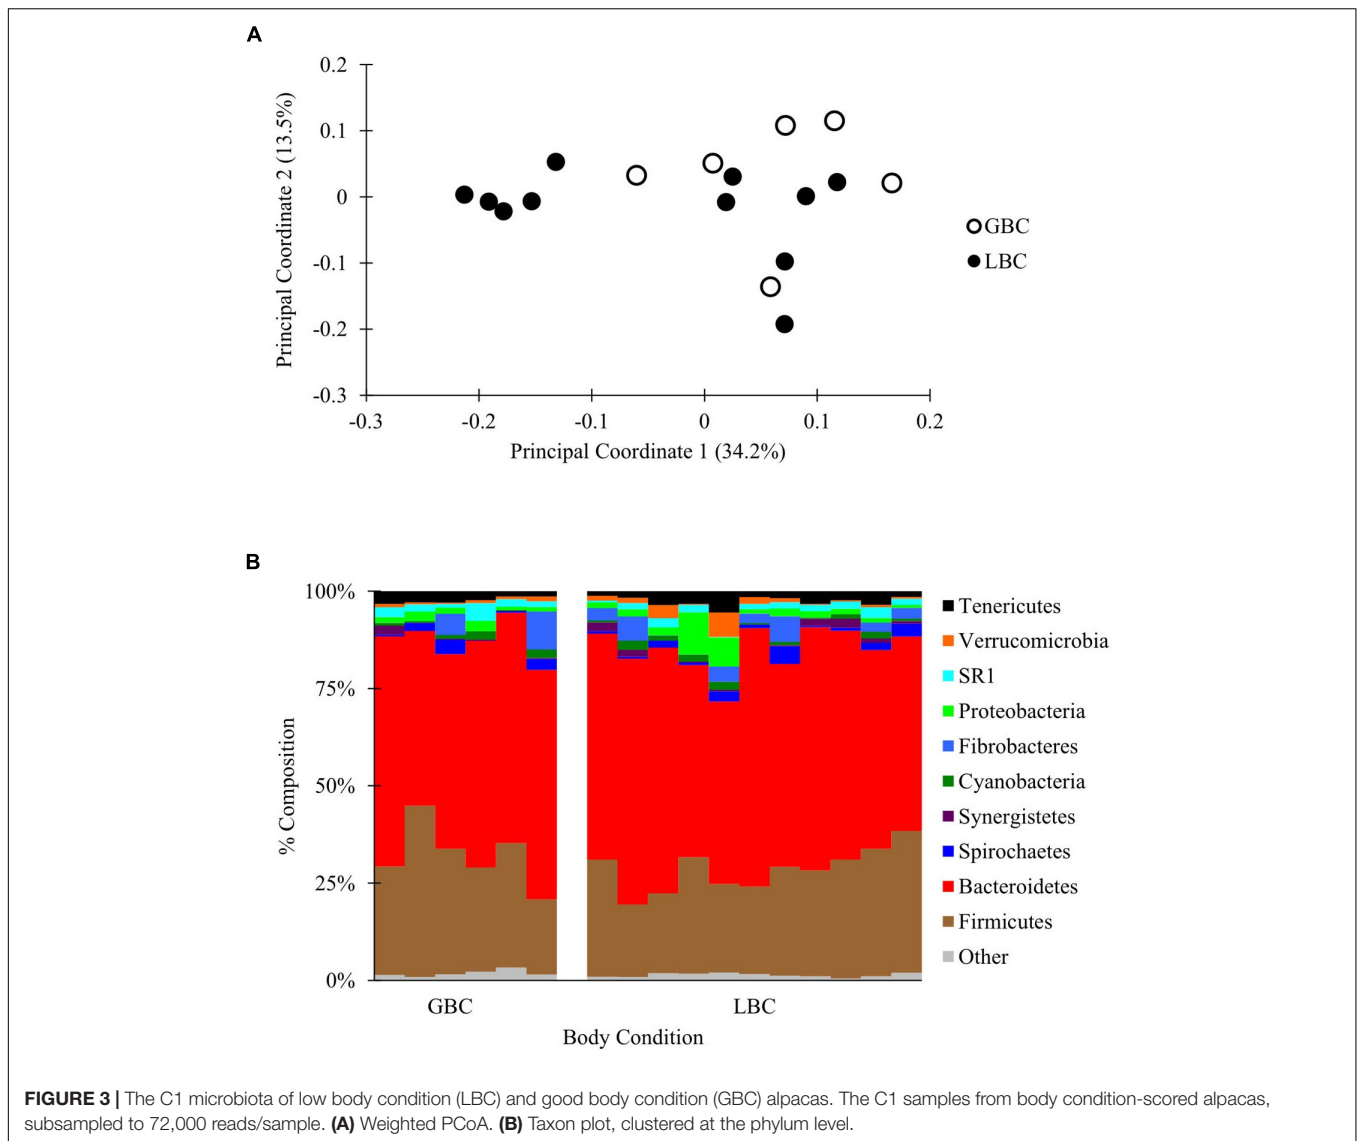 A
0.2
0.1
0
-0.1
-0.2
-0.3
Principal Coordinate 2 (13.5%)
-0.3 -0.2 -0.1 0 0.1 0.2
Principal Coordinate 1 (34.2%)
GBC
LBC
B
100%
75%
50%
25%
0%
% Composition
GBC LBC
Body Condition
Tenericutes
Verrucomicrobia
SR1
Proteobacteria
Fibrobacteres
Cyanobacteria
Synergistetes
Spirochaetes
Bacteroidetes
Firmicutes
Other
FIGURE 3 | The C1 microbiota of low body condition (LBC) and good body condition (GBC) alpacas. The C1 samples from body condition-scored alpacas,
subsampled to 72,000 reads/sample. (A) Weighted PCoA. (B) Taxon plot, clustered at the phylum level.